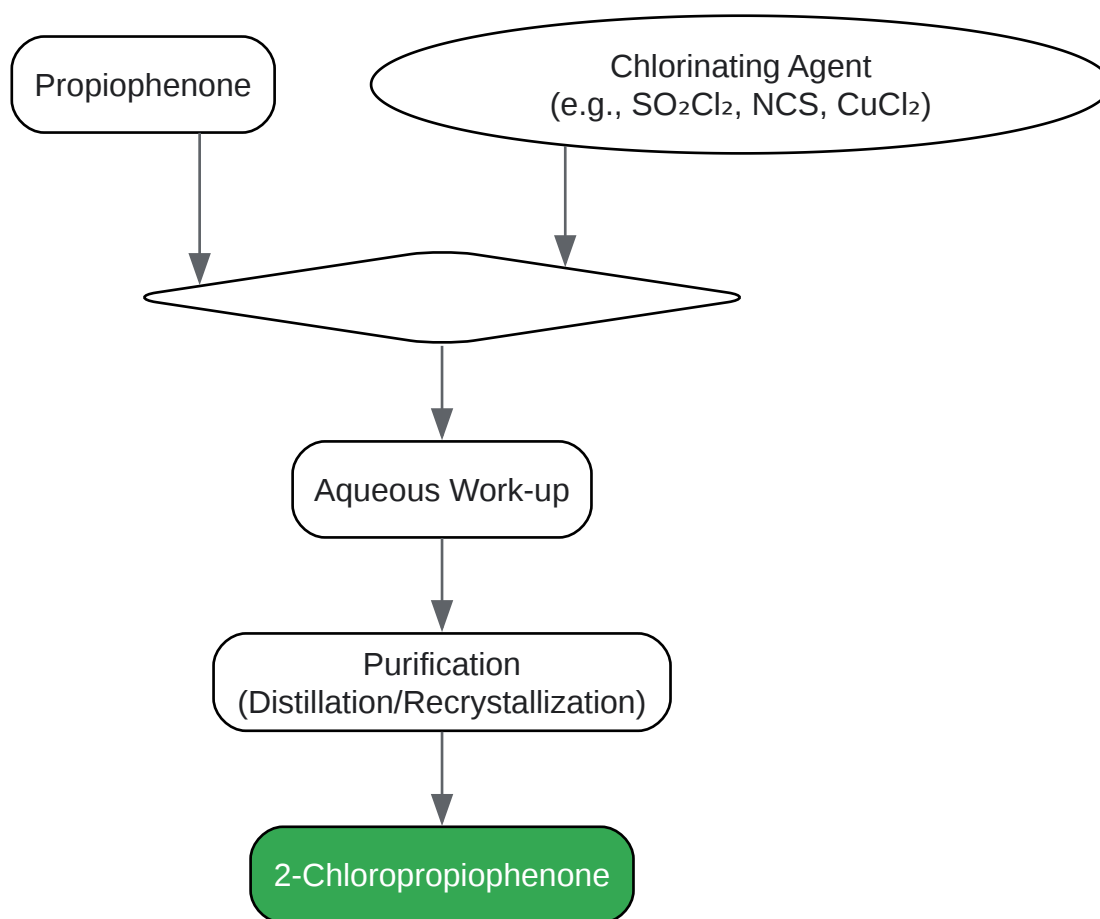 Propiophenone
Chlorinating Agent
(e.g., SO₂Cl₂, NCS, CuCl₂)
Aqueous Work-up
Purification
(Distillation/Recrystallization)
2-Chloropropiophenone